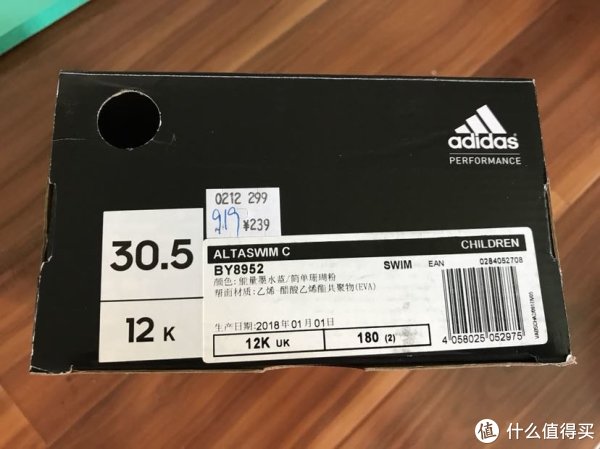 adidas
PERFORMANCE
0212 299
919
¥239
30.5
12 K
ALTASWIM C
CHILDREN
BY8952
SWIM
EAN
0284052708
颜色:能量墨水蓝/简单珊瑚粉
帮面材质:乙烯-醋酸乙烯酯共聚物(EVA)
生产日期:2018年01月01日
12K UK
180 (2)
4 058025 052975
值 什么值得买